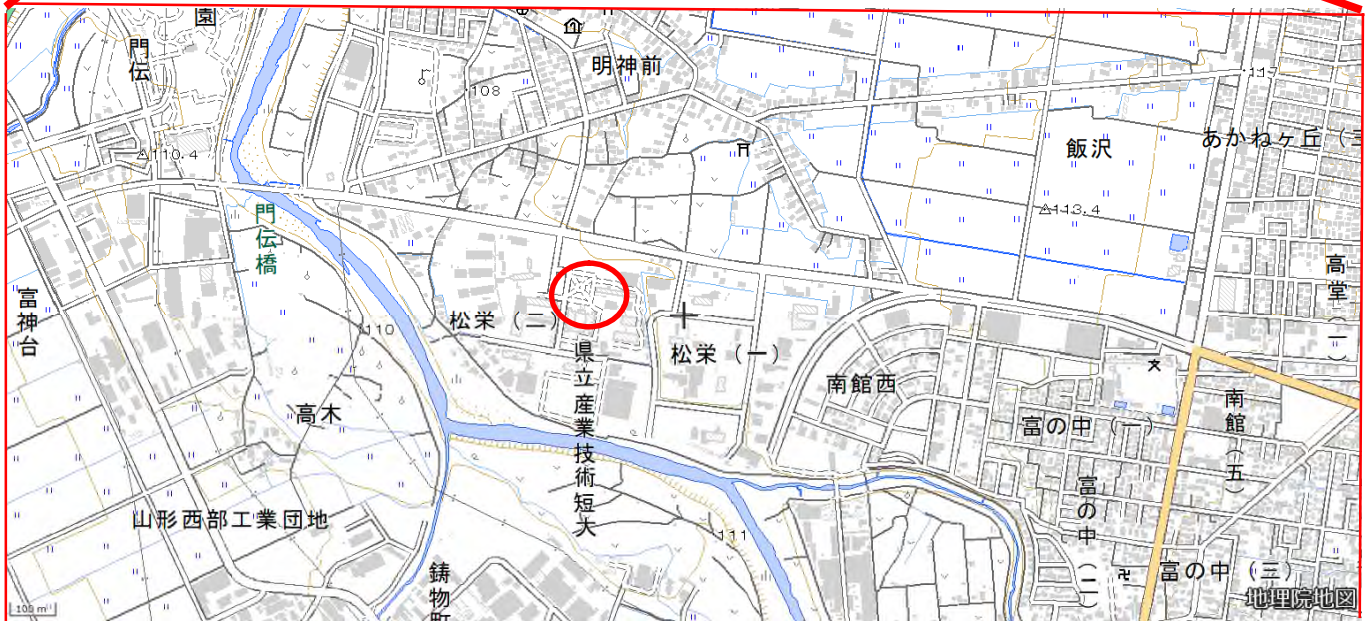 園
門伝
明神前
108
117
飯沢
あかねヶ丘（三
110.4
113.4
門伝橋
高堂（二）
富神台
110
松栄（二）
松栄（一）
県立産業技術短大
南館西
高木
富の中（一）
南館（五）
富の中（二）
山形西部工業団地
111
鋳物町
富の中（三）
100 m
地理院地図